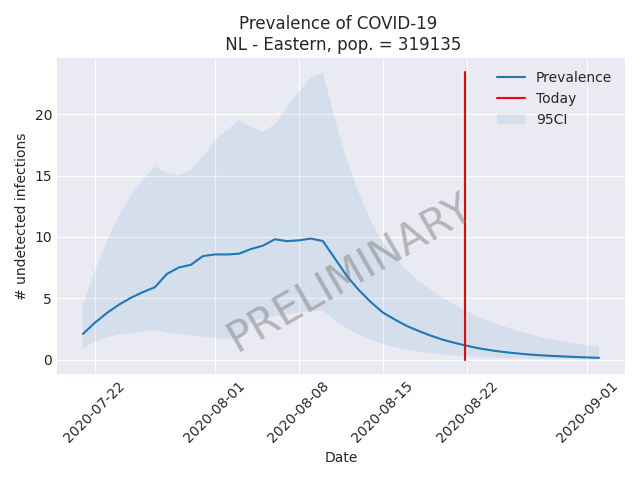 Prevalence of COVID-19
NL - Eastern, pop. = 319135
Prevalence
Today
95CI
# undetected infections
20
15
10
5
0
PRELIMINARY
2020-07-22
2020-08-01
2020-08-08
2020-08-15
2020-08-22
2020-09-01
Date